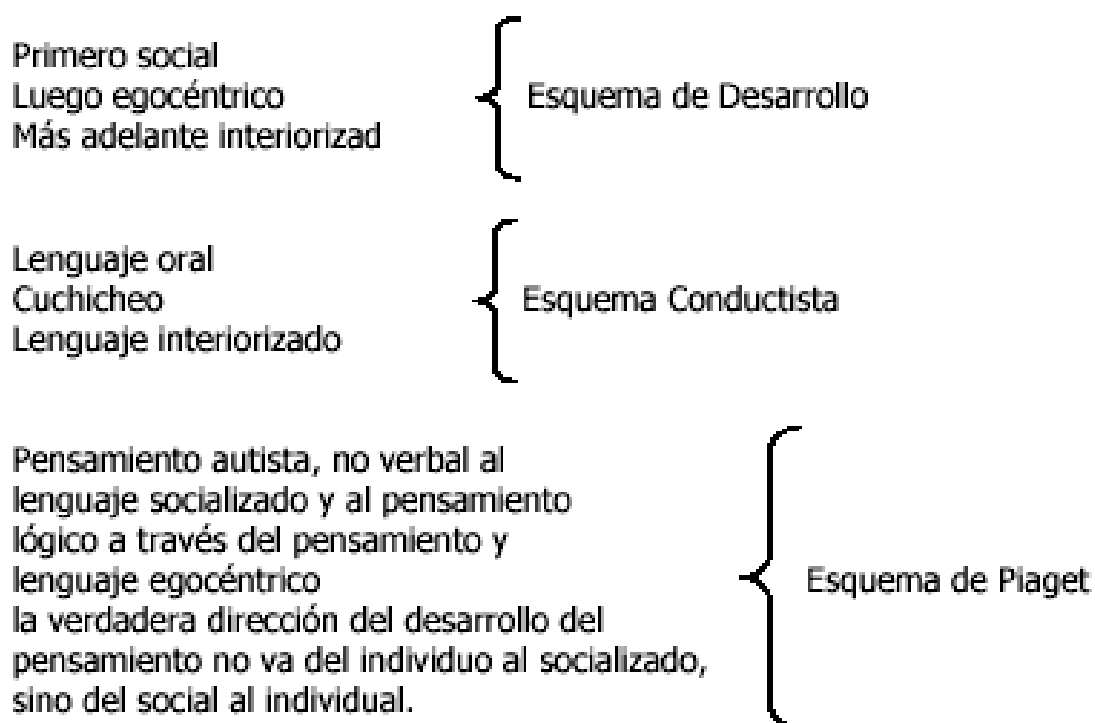 Primero social
Luego egocéntrico
Más adelante interiorizad
Esquema de Desarrollo
Lenguaje oral
Cuchicheo
Lenguaje interiorizado
Esquema Conductista
Pensamiento autista, no verbal al
lenguaje socializado y al pensamiento
lógico a través del pensamiento y
lenguaje egocéntrico
la verdadera dirección del desarrollo del
pensamiento no va del individuo al socializado,
sino del social al individual.
Esquema de Piaget